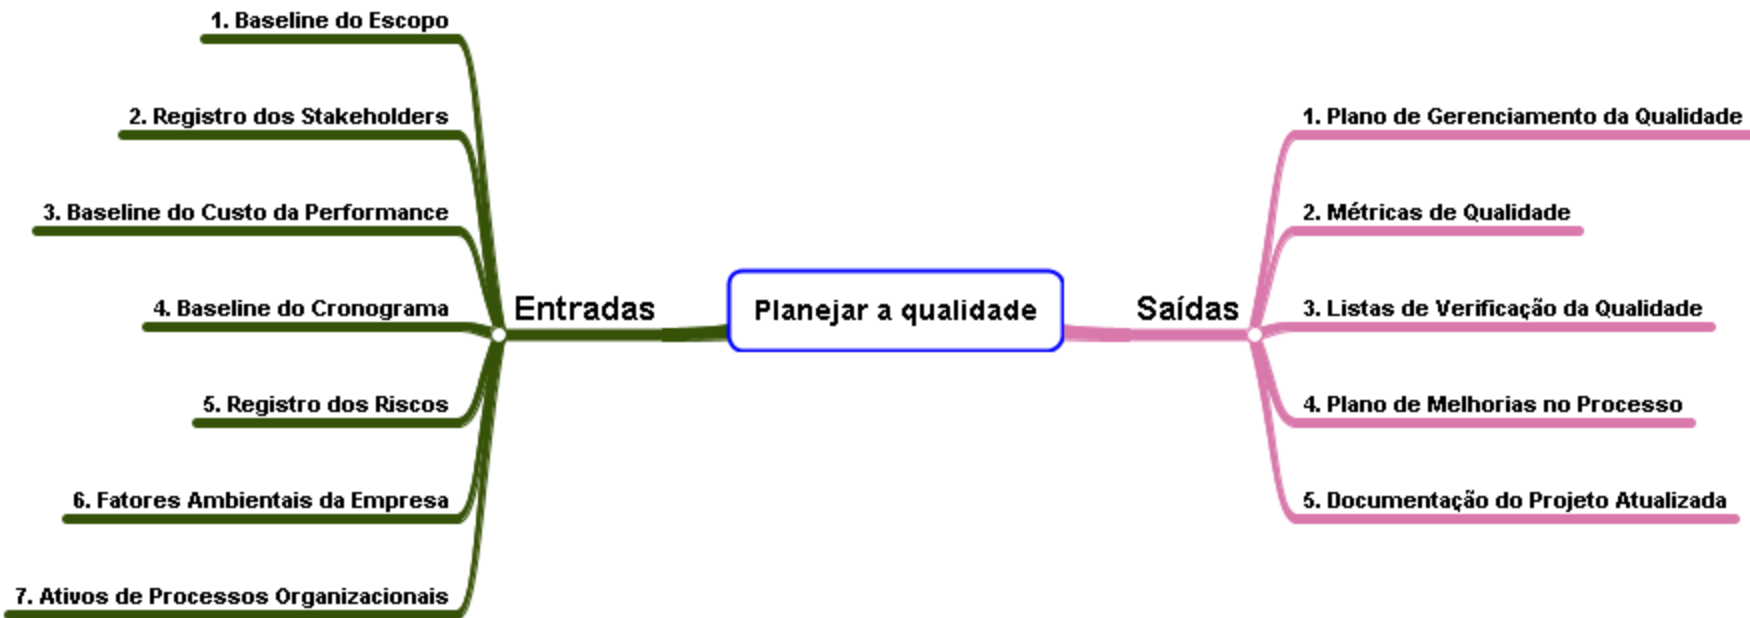 1. Baseline do Escopo
2. Registro dos Stakeholders
3. Baseline do Custo da Performance
4. Baseline do Cronograma
5. Registro dos Riscos
6. Fatores Ambientais da Empresa
7. Ativos de Processos Organizacionais
Entradas
Planejar a qualidade
Saídas
1. Plano de Gerenciamento da Qualidade
2. Métricas de Qualidade
3. Listas de Verificação da Qualidade
4. Plano de Melhorias no Processo
5. Documentação do Projeto Atualizada